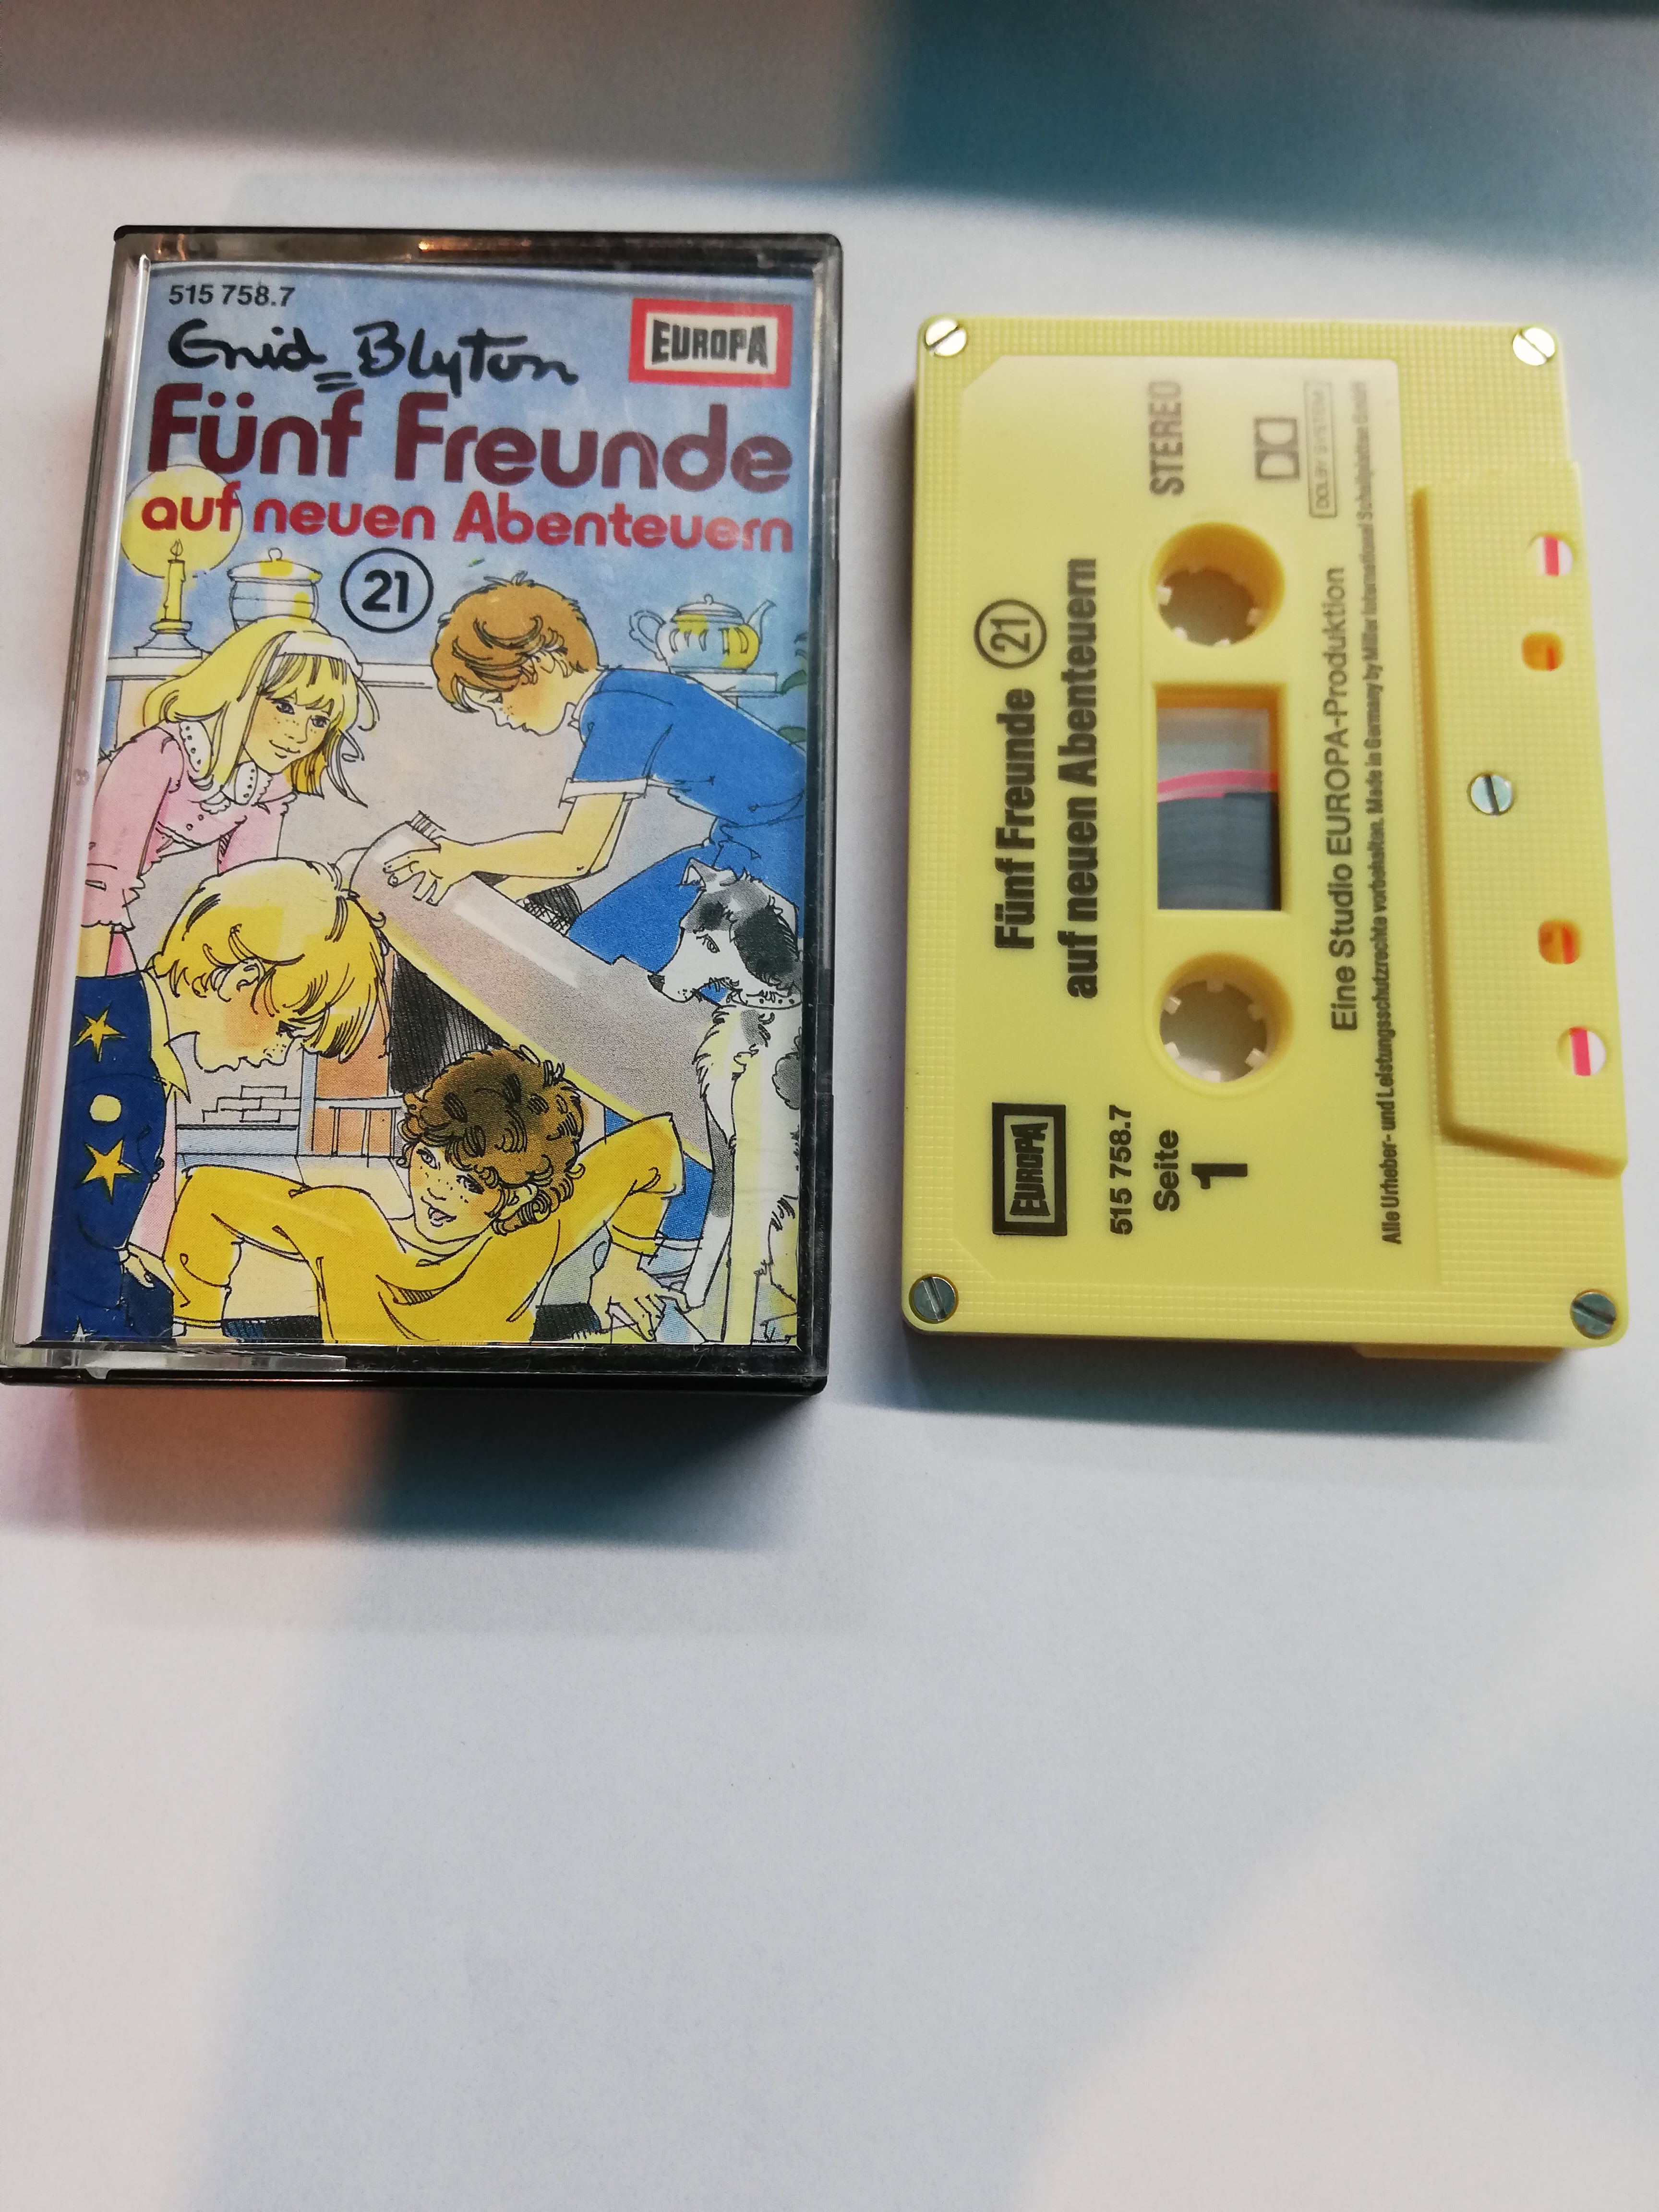 515 758.7
Enid Blyton
EUROPA
Fünf Freunde
auf neuen Abenteuern
21
Fünf Freunde 21
auf neuen Abenteuern
EUROPA
515 758.7
Seite
1
STEREO
DOLBY SYSTEM
Eine Studio EUROPA-Produktion
Alle Urheber- und Leistungsschutzrechte vorbehalten. Made in Germany by Miller International Schallplatten GmbH